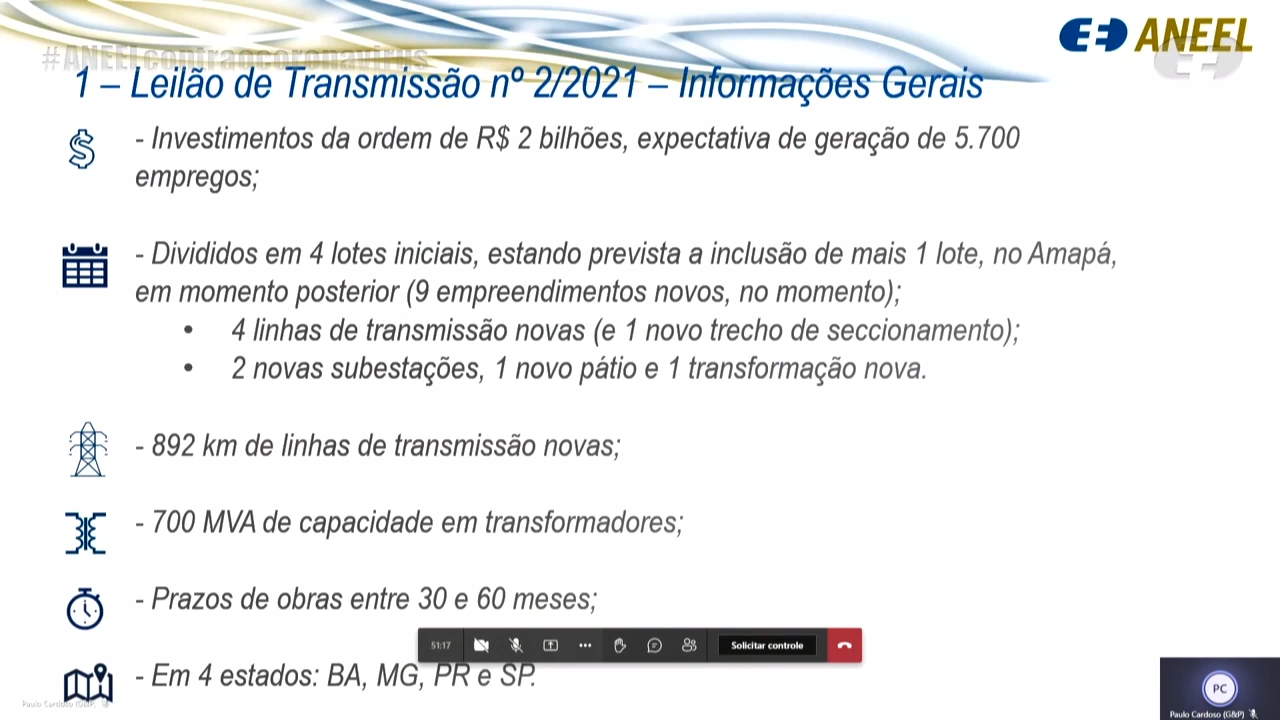 #ANEELcontraocoronavirus
ANEEL
1 – Leilão de Transmissão nº 2/2021 – Informações Gerais
- Investimentos da ordem de R$ 2 bilhões, expectativa de geração de 5.700
empregos;
- Divididos em 4 lotes iniciais, estando prevista a inclusão de mais 1 lote, no Amapá,
em momento posterior (9 empreendimentos novos, no momento);
• 4 linhas de transmissão novas (e 1 novo trecho de seccionamento);
• 2 novas subestações, 1 novo pátio e 1 transformação nova.
- 892 km de linhas de transmissão novas;
- 700 MVA de capacidade em transformadores;
- Prazos de obras entre 30 e 60 meses;
51:17 Solicitar controle
- Em 4 estados: BA, MG, PR e SP.
PC
Paulo Cardoso (G&P)
Paulo Cardoso (G&P)